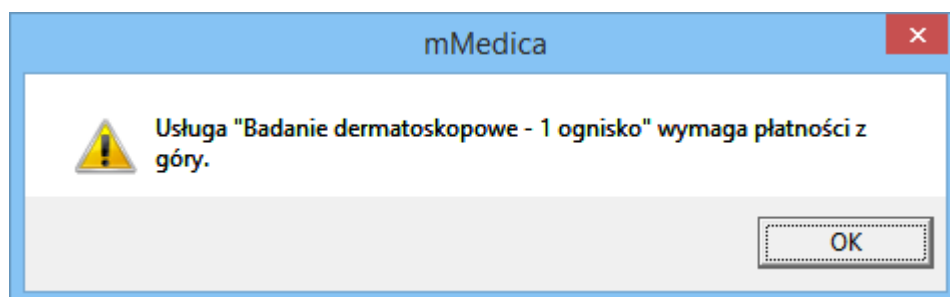 mMedica
Usługa "Badanie dermatoskopowe - 1 ognisko" wymaga płatności z
góry.
OK